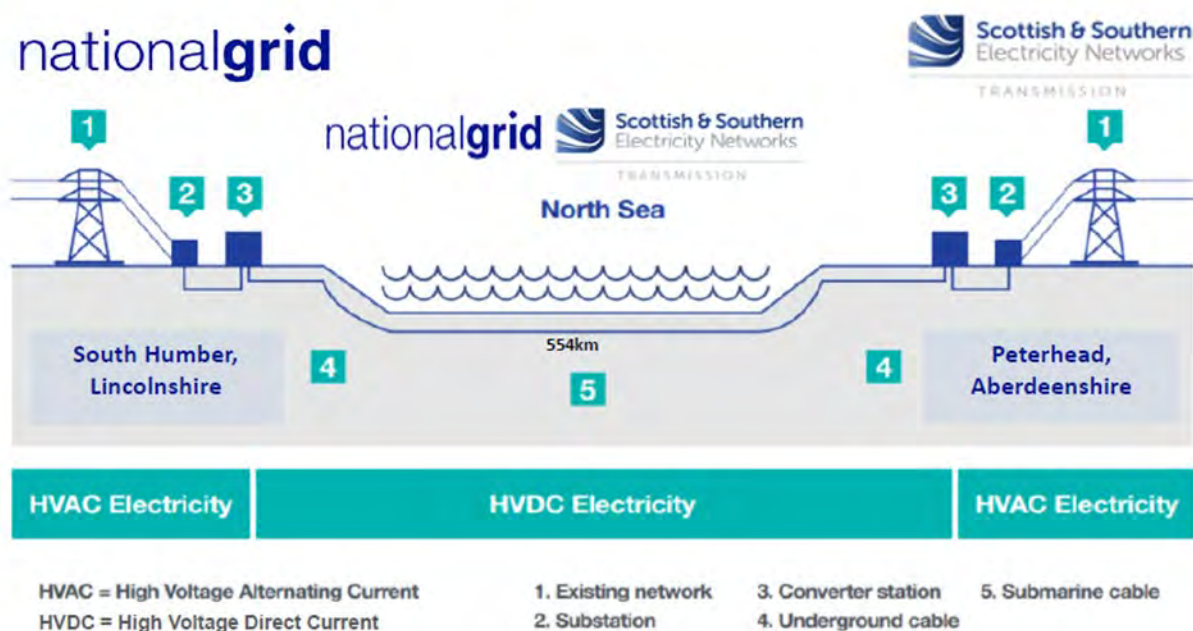 nationalgrid
Scottish & Southern
Electricity Networks
TRANSMISSION
nationalgrid
Scottish & Southern
Electricity Networks
TRANSMISSION
1
1
2
3
3
2
North Sea
554km
South Humber,
Lincolnshire
4
5
4
Peterhead,
Aberdeenshire
HVAC Electricity
HVDC Electricity
HVAC Electricity
HVAC = High Voltage Alternating Current
HVDC = High Voltage Direct Current
1. Existing network
2. Substation
3. Converter station
4. Underground cable
5. Submarine cable